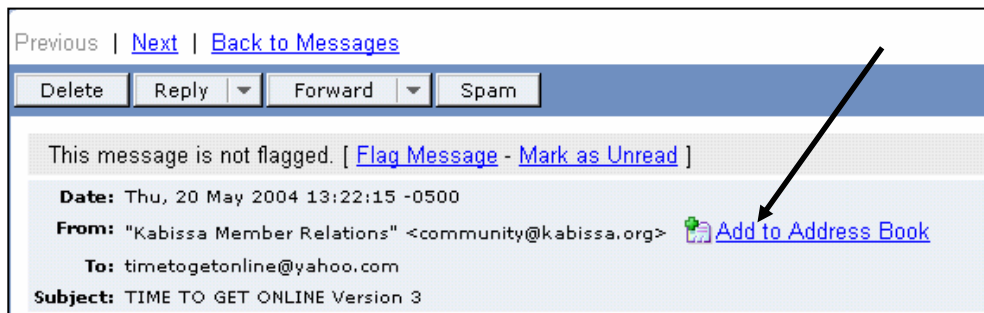 Previous | Next | Back to Messages
Delete Reply Forward Spam
This message is not flagged. [ Flag Message - Mark as Unread ]
Date: Thu, 20 May 2004 13:22:15 -0500
From: "Kabissa Member Relations" <community@kabissa.org> Add to Address Book
To: timetogetonline@yahoo.com
Subject: TIME TO GET ONLINE Version 3